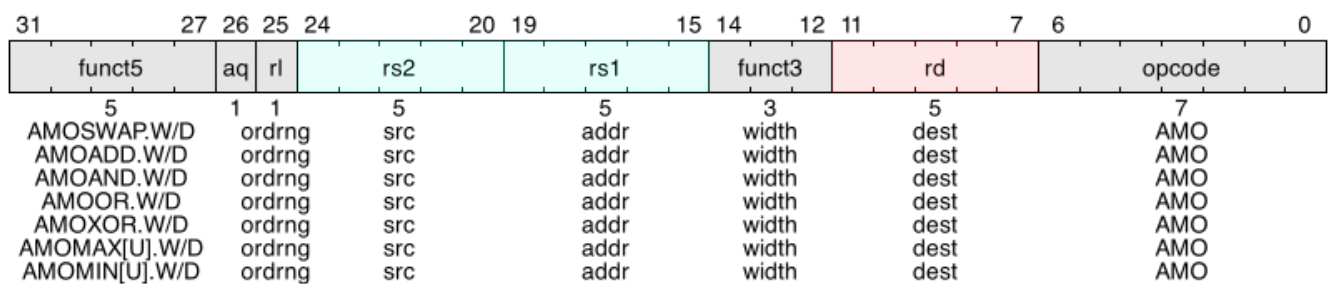 31 27 26 25 24 20 19 15 14 12 11 7 6 0
funct5 aq rl rs2 rs1 funct3 rd opcode
5 1 1 5 5 3 5 7
AMOSWAP.W/D ordrng src addr width dest AMO
AMOADD.W/D ordrng src addr width dest AMO
AMOAND.W/D ordrng src addr width dest AMO
AMOOR.W/D ordrng src addr width dest AMO
AMOXOR.W/D ordrng src addr width dest AMO
AMOMAX[U].W/D ordrng src addr width dest AMO
AMOMIN[U].W/D ordrng src addr width dest AMO